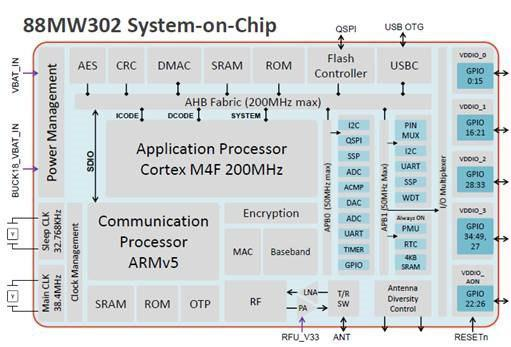 88MW302 System-on-Chip
QSPI
USB OTG
VBAT_IN
BUCK18_VBAT_IN
Power Management
AES
CRC
DMAC
SRAM
ROM
Flash
Controller
USBC
AHB Fabric (200MHz max)
ICODE
DCODE
SYSTEM
SDIO
Application Processor
Cortex M4F 200MHz
APB0 (50MHz max)
I2C
QSPI
SSP
ADC
ACMP
DAC
ADC
UART
TIMER
GPIO
APB1 (50MHz Max)
PIN
MUX
I2C
UART
SSP
WDT
Always ON
PMU
RTC
4KB
SRAM
I/O Multiplexer
VDDIO_0
GPIO
0:15
VDDIO_1
GPIO
16:21
VDDIO_2
GPIO
28:33
VDDIO_3
GPIO
34:49,
27
VDDIO_
AON
GPIO
22:26
RESETn
Sleep CLK
32.768KHz
Main CLK
38.4MHz
Clock Management
Communication
Processor
ARMv5
SRAM
ROM
OTP
Encryption
MAC
Baseband
RF
LNA
PA
T/R
SW
Antenna
Diversity
Control
RFU_V33
ANT